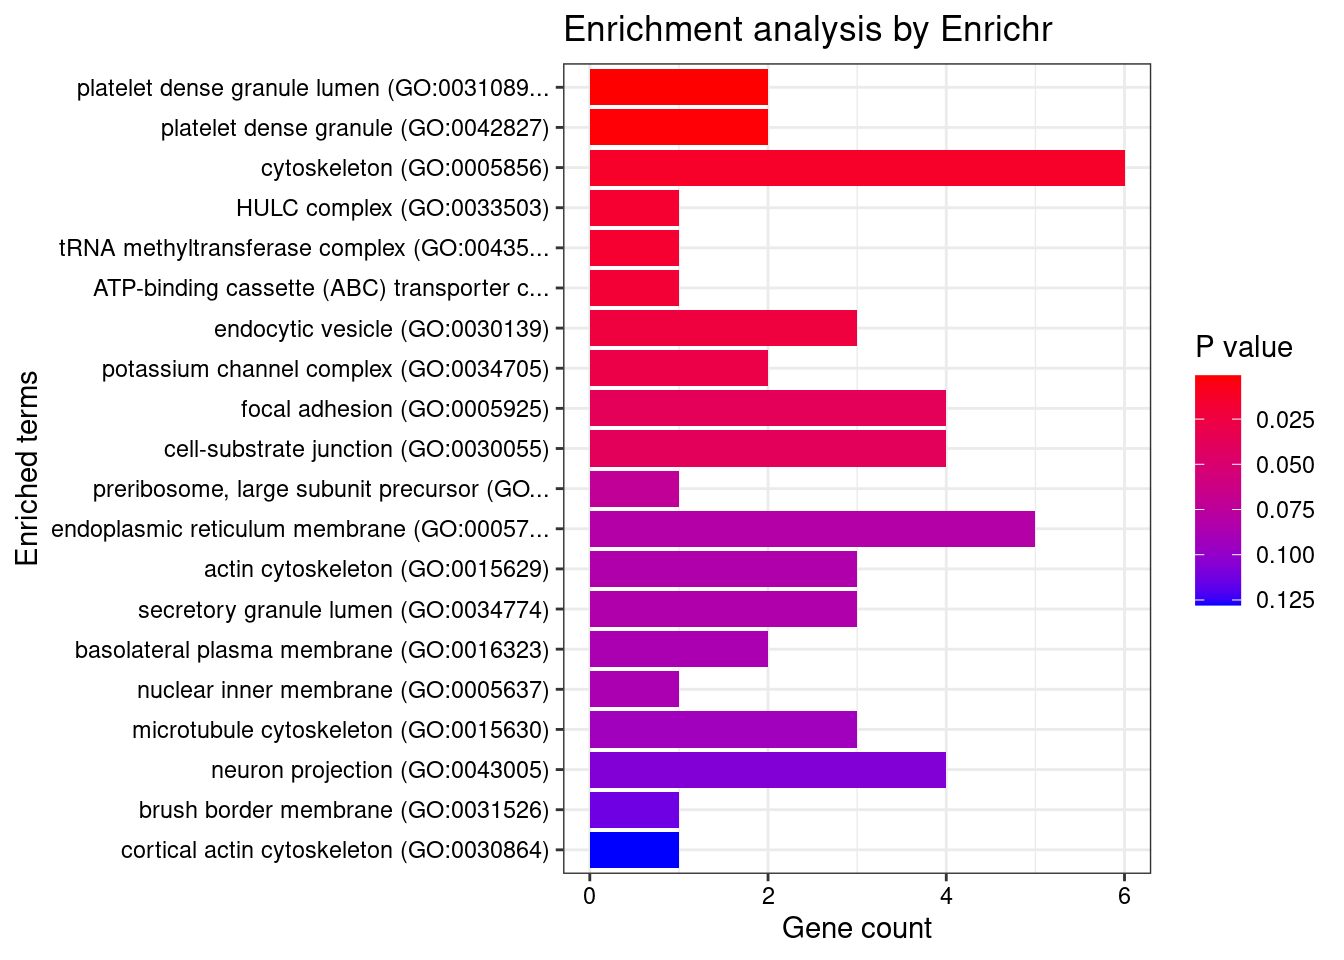 Enrichment analysis by Enrichr
platelet dense granule lumen (GO:0031089...
platelet dense granule (GO:0042827)
cytoskeleton (GO:0005856)
HULC complex (GO:0033503)
tRNA methyltransferase complex (GO:00435...
ATP-binding cassette (ABC) transporter c...
endocytic vesicle (GO:0030139)
potassium channel complex (GO:0034705)
focal adhesion (GO:0005925)
cell-substrate junction (GO:0030055)
preribosome, large subunit precursor (GO...
endoplasmic reticulum membrane (GO:00057...
actin cytoskeleton (GO:0015629)
secretory granule lumen (GO:0034774)
basolateral plasma membrane (GO:0016323)
nuclear inner membrane (GO:0005637)
microtubule cytoskeleton (GO:0015630)
neuron projection (GO:0043005)
brush border membrane (GO:0031526)
cortical actin cytoskeleton (GO:0030864)
Enriched terms
0 2 4 6
Gene count
P value
0.025
0.050
0.075
0.100
0.125